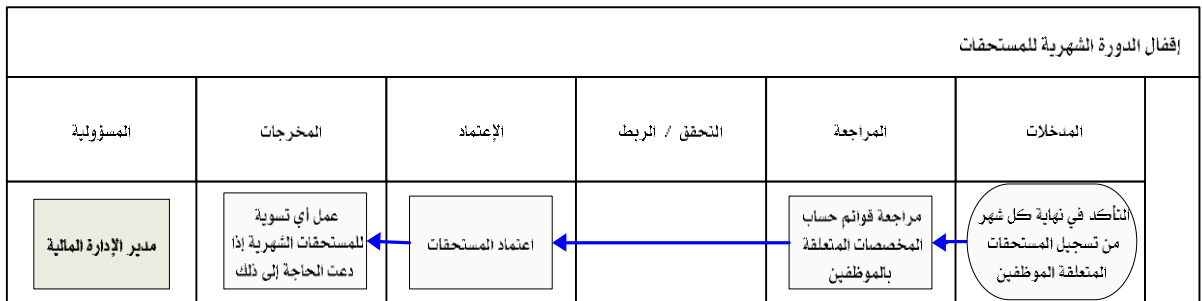 إقفال الدورة الشهرية للمستحقات
المدخلات
المراجعة
التحقق / الربط
الإعتماد
المخرجات
المسؤولية
التأكد في نهاية كل شهر
من تسجيل المستحقات
المتعلقة الموظفين
مراجعة قوائم حساب
المخصصات المتعلقة
بالموظفين
اعتماد المستحقات
عمل أي تسوية
للمستحقات الشهرية إذا
دعت الحاجة إلى ذلك
مدير الإدارة المالية